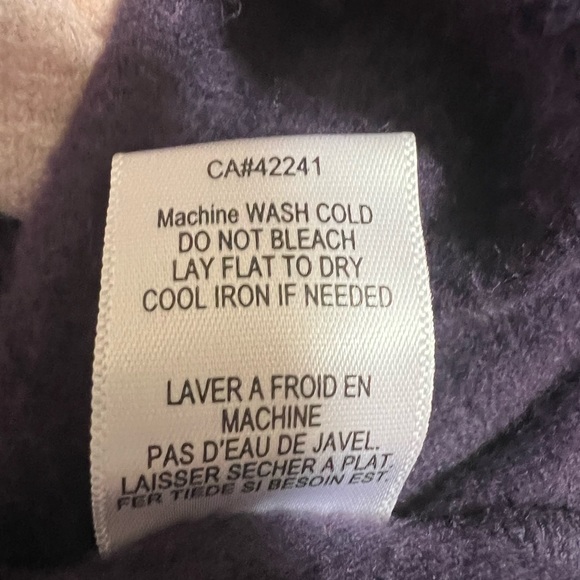 CA#42241
Machine WASH COLD
DO NOT BLEACH
LAY FLAT TO DRY
COOL IRON IF NEEDED
LAVER A FROID EN
MACHINE
PAS D'EAU DE JAVEL.
LAISSER SECHER A PLAT.
FER TIEDE SI BESOIN EST.